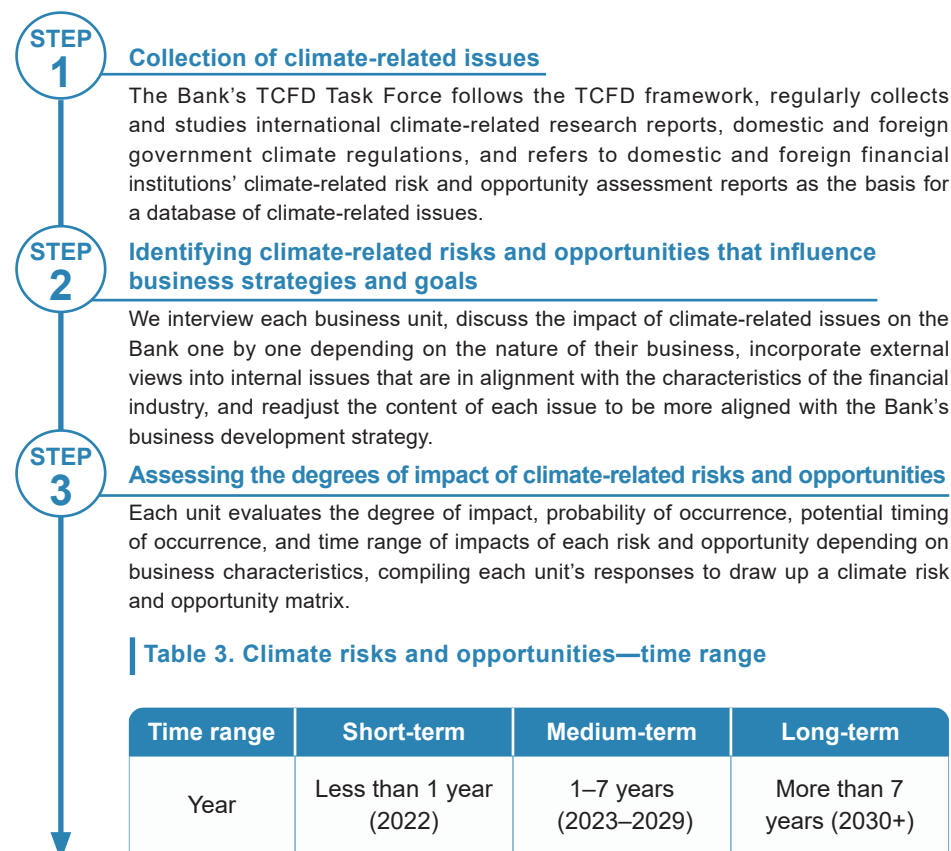 STEP
1
Collection of climate-related issues
The Bank’s TCFD Task Force follows the TCFD framework, regularly collects
and studies international climate-related research reports, domestic and foreign
government climate regulations, and refers to domestic and foreign financial
institutions’ climate-related risk and opportunity assessment reports as the basis for
a database of climate-related issues.
STEP
2
Identifying climate-related risks and opportunities that influence
business strategies and goals
We interview each business unit, discuss the impact of climate-related issues on the
Bank one by one depending on the nature of their business, incorporate external
views into internal issues that are in alignment with the characteristics of the financial
industry, and readjust the content of each issue to be more aligned with the Bank’s
business development strategy.
STEP
3
Assessing the degrees of impact of climate-related risks and opportunities
Each unit evaluates the degree of impact, probability of occurrence, potential timing
of occurrence, and time range of impacts of each risk and opportunity depending on
business characteristics, compiling each unit’s responses to draw up a climate risk
and opportunity matrix.
Table 3. Climate risks and opportunities—time range
Time range Short-term Medium-term Long-term
Year
Less than 1 year
(2022)
1–7 years
(2023–2029)
More than 7
years (2030+)